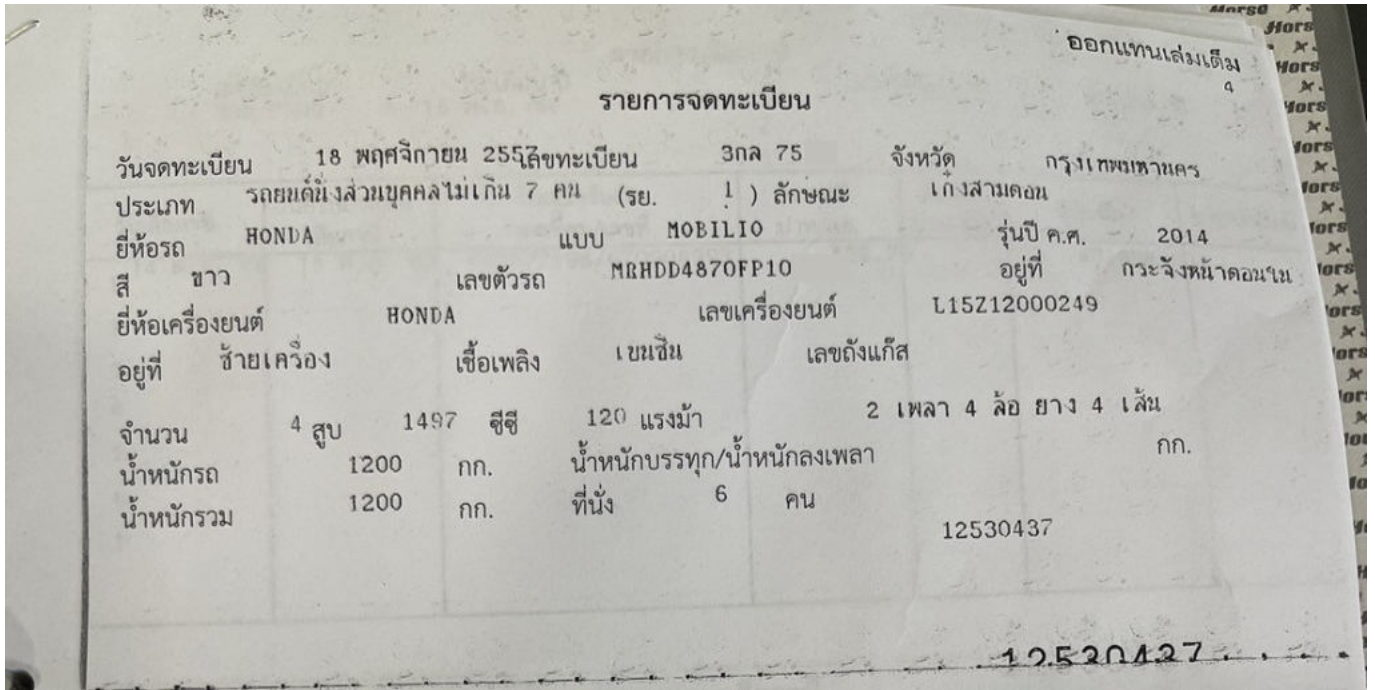 ออกแทนเล่มเต็ม
รายการจดทะเบียน
วันจดทะเบียน 18 พฤศจิกายน 2557 เลขทะเบียน 3กล 75 จังหวัด กรุงเทพมหานคร
ประเภท รถยนต์นั่งส่วนบุคคลไม่เกิน 7 คน (รย. 1 ) ลักษณะ เก๋งสามตอน
ยี่ห้อรถ HONDA แบบ MOBILIO รุ่นปี ค.ศ. 2014
สี ขาว เลขตัวรถ MRHDD4870FP10 อยู่ที่ กระจังหน้าตอนใน
ยี่ห้อเครื่องยนต์ HONDA เลขเครื่องยนต์ L15Z12000249
อยู่ที่ ซ้ายเครื่อง เชื้อเพลิง เบนซิน เลขถังแก๊ส
จำนวน 4 สูบ 1497 ซีซี 120 แรงม้า 2 เพลา 4 ล้อ ยาง 4 เส้น
น้ำหนักรถ 1200 กก. น้ำหนักบรรทุก/น้ำหนักลงเพลา กก.
น้ำหนักรวม 1200 กก. ที่นั่ง 6 คน
12530437
12530437